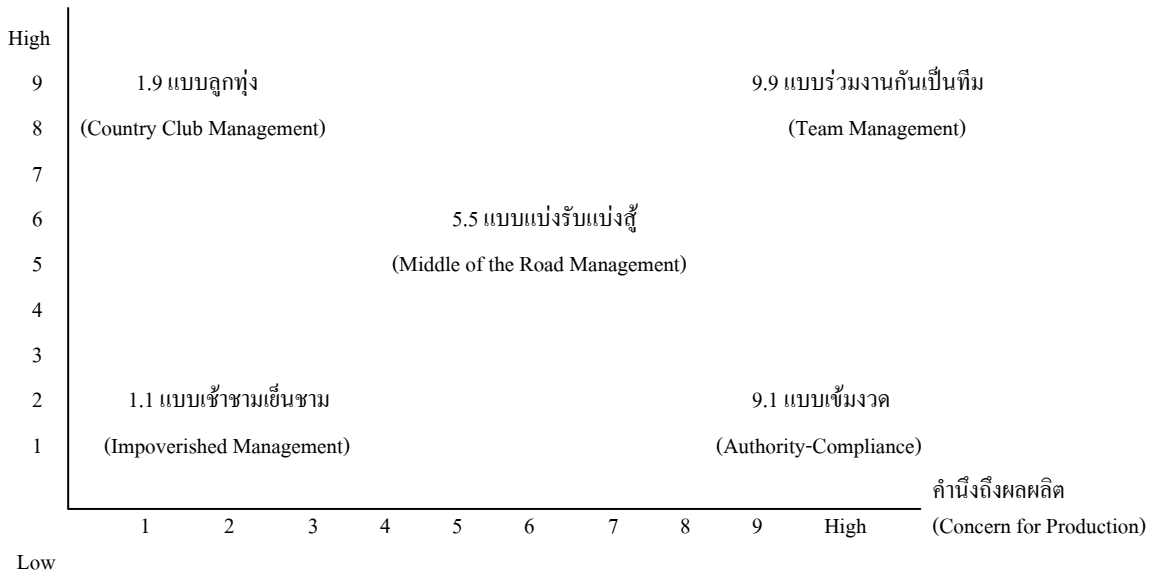 High
9 1.9 แบบลูกทุ่ง 9.9 แบบร่วมงานกันเป็นทีม
8 (Country Club Management) (Team Management)
7
6 5.5 แบบแบ่งรับแบ่งสู้
5 (Middle of the Road Management)
4
3
2 1.1 แบบเช้าชามเย็นชาม 9.1 แบบเข้มงวด
1 (Impoverished Management) (Authority-Compliance)
คำนึงถึงผลผลิต
1 2 3 4 5 6 7 8 9 High (Concern for Production)
Low